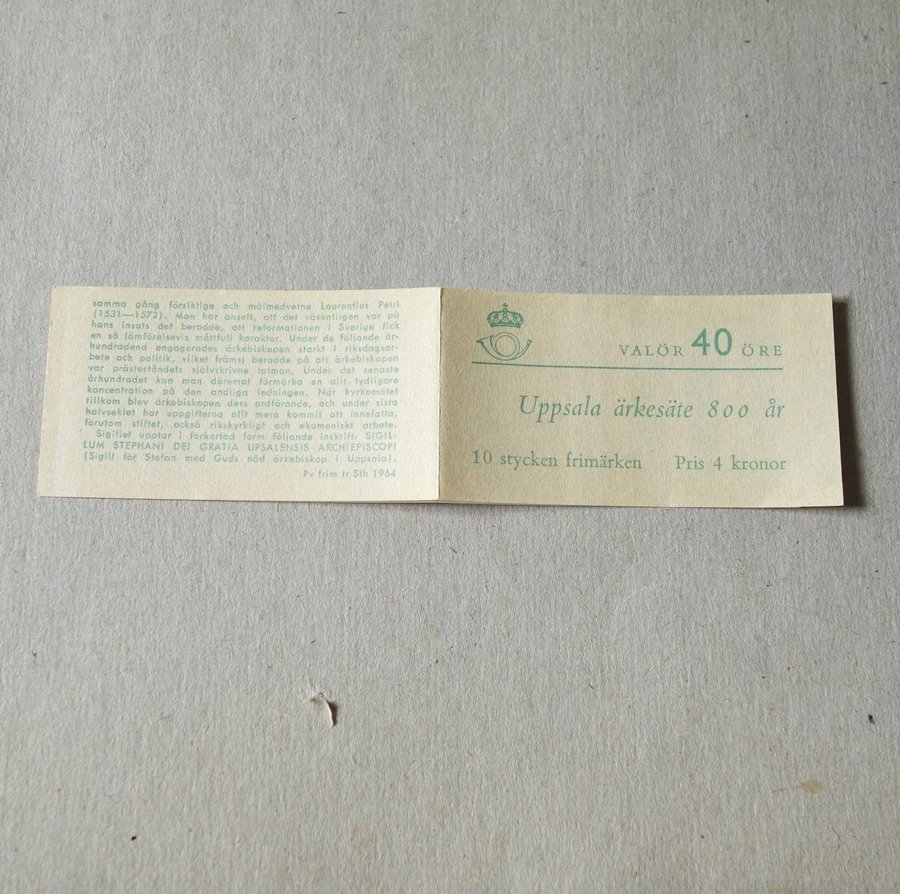 samma gång försiktige och målmedvetne Laurentius Petri
(1531—1572). Man har ansett, att det väsentligen var på
hans insats det berodde, att reformationen i Sverige fick
en så jämförelsevis måttfull karaktär. Under de följande år-
hundradena engagerades ärkebiskopen starkt i riksdagsar-
bete och politik, vilket främst berodde på att ärkebiskopen
var prästeståndets självskrivne talman. Under det senaste
århundradet kan man däremot förmärka en allt tydligare
koncentration på den andliga ledningen. När kyrkomötet
tillkom blev ärkebiskopen dess ordförande, och under sista
halvseklet har uppgifterna allt mera kommit att innefatta,
förutom stiftet, också rikskyrkligt och ekumeniskt arbete.
Sigillet upptar i förkortad form följande inskrift: SIGIL-
LUM STEPHANI DEI GRATIA UPSALENSIS ARCHIEPISCOPI
(Sigill för Stefan med Guds nåd ärkebiskop i Uppsala).
Pv frim tr Sth 1964
VALÖR 40 ÖRE
Uppsala ärkesäte 800 år
10 stycken frimärken Pris 4 kronor